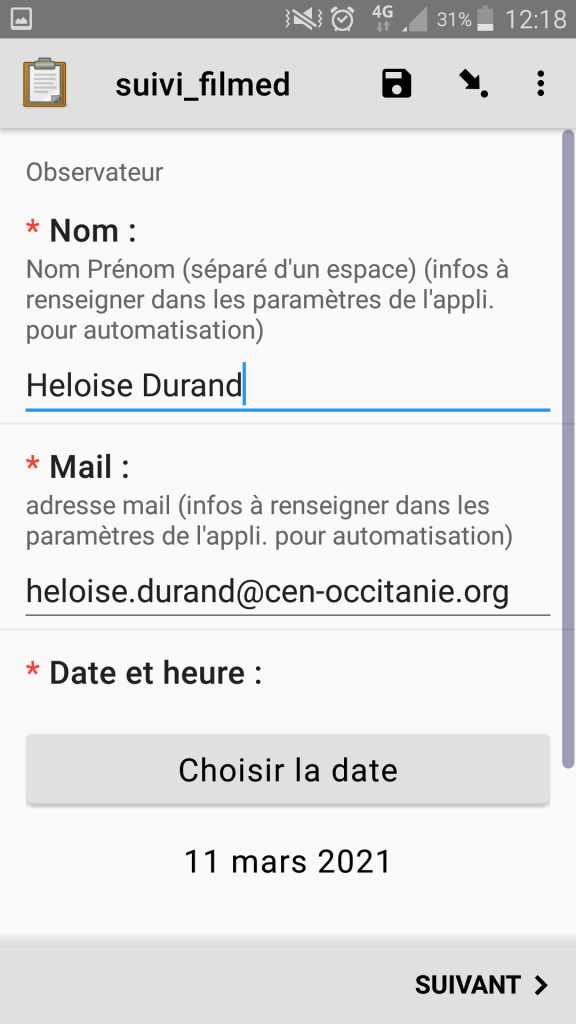 4G 31% 12:18
suivi_filmed
Observateur
* Nom :
Nom Prénom (séparé d'un espace) (infos à
renseigner dans les paramètres de l'appli.
pour automatisation)
Heloise Durand
* Mail :
adresse mail (infos à renseigner dans les
paramètres de l'appli. pour automatisation)
heloise.durand@cen-occitanie.org
* Date et heure :
Choisir la date
11 mars 2021
SUIVANT